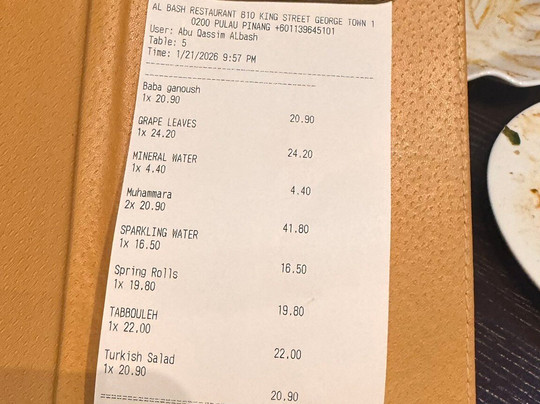 AL BASH RESTAURANT B10 KING STREET GEORGE TOWN 1
0200 PULAU PINANG +601139645101
User: Abu Qassim ALbash
Table: 5
Time: 1/21/2026 9:57 PM
Baba ganoush
1x 20.90
20.90
GRAPE LEAVES
1x 24.20
24.20
MINERAL WATER
1x 4.40
4.40
Muhammara
2x 20.90
41.80
SPARKLING WATER
1x 16.50
16.50
Spring Rolls
1x 19.80
19.80
TABBOULEH
1x 22.00
22.00
Turkish Salad
1x 20.90
20.90